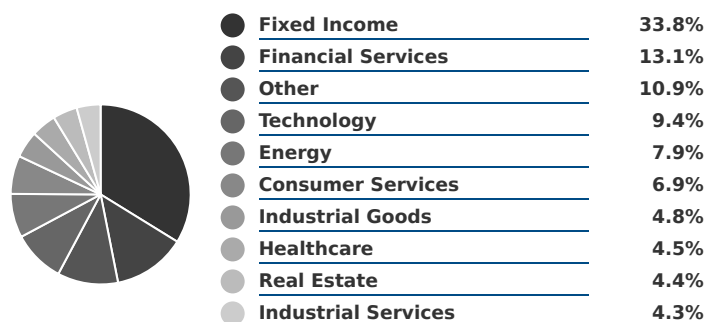 Fixed Income 33.8%
Financial Services 13.1%
Other 10.9%
Technology 9.4%
Energy 7.9%
Consumer Services 6.9%
Industrial Goods 4.8%
Healthcare 4.5%
Real Estate 4.4%
Industrial Services 4.3%